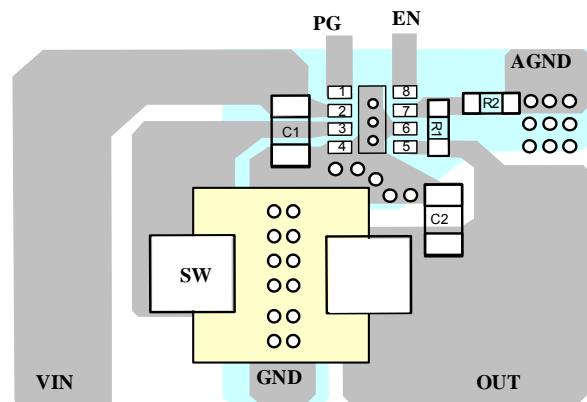 PG EN
AGND
1 8
2 7
3 6
4 5
C1 R1 R2
C2
SW
VIN GND OUT